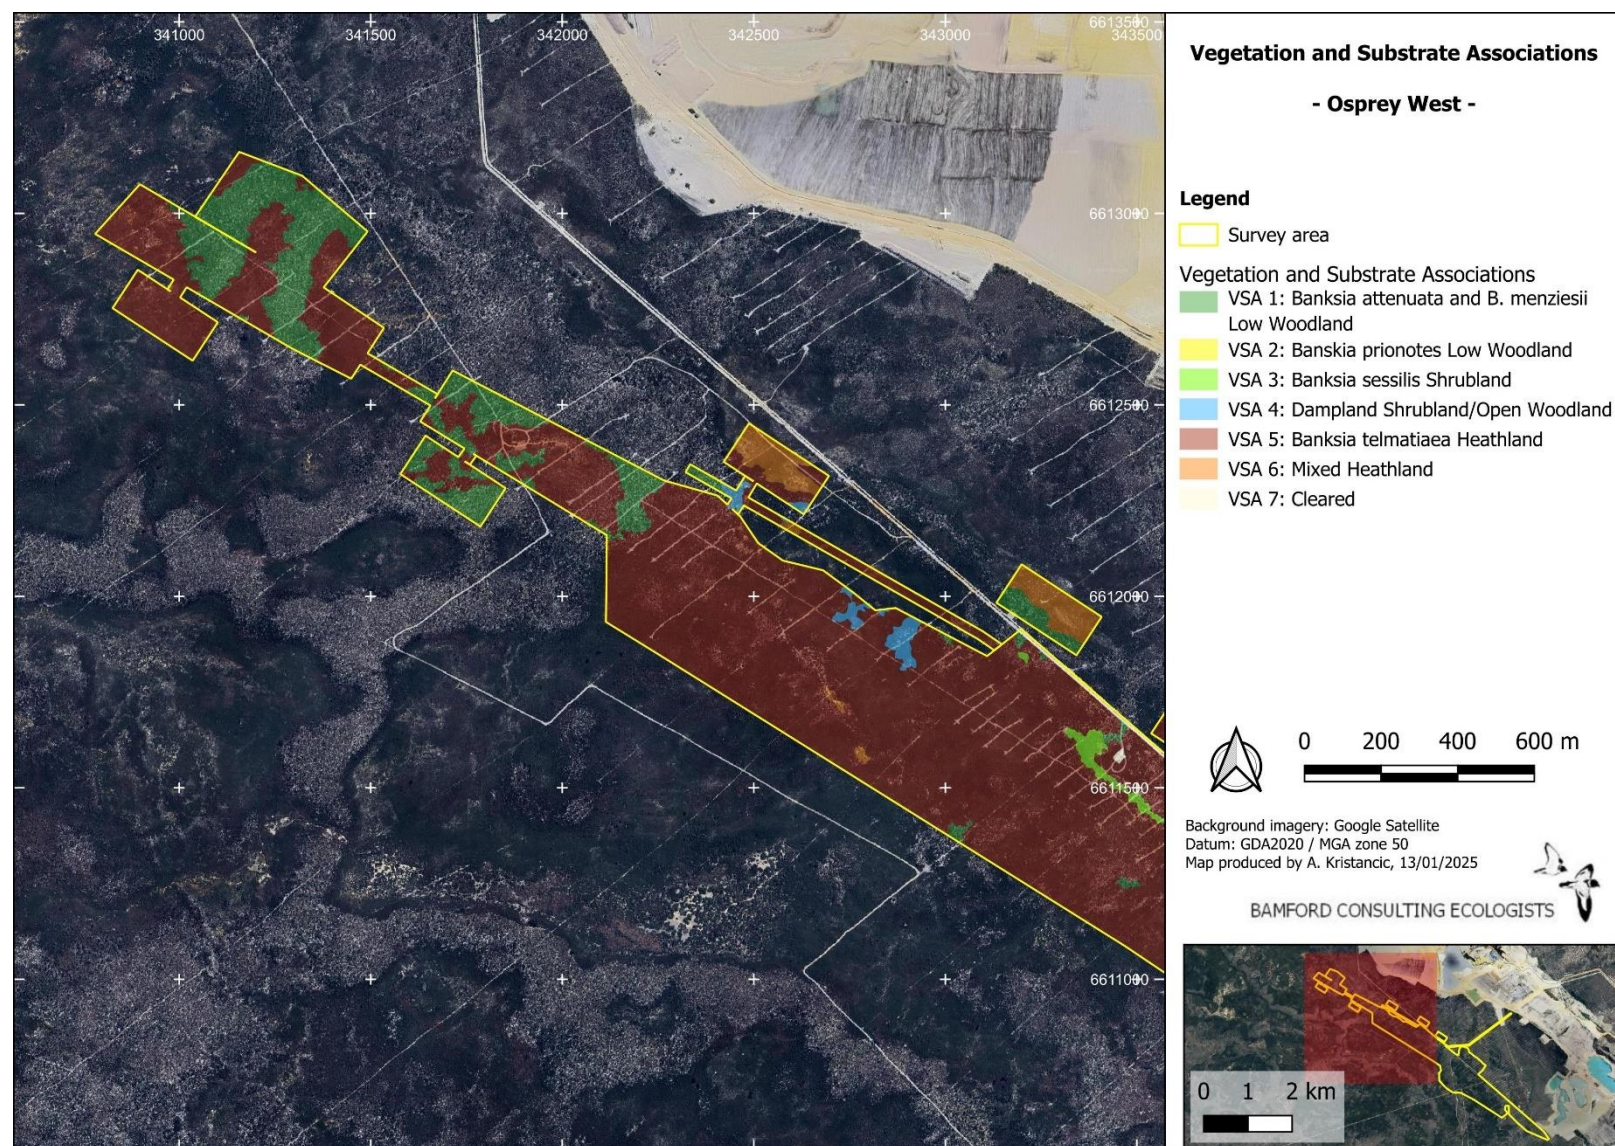 341000
341500
342000
342500
343000
343500
6613500
6613000
6612500
6612000
6611500
6611000
Vegetation and Substrate Associations
- Osprey West -
Legend
Survey area
Vegetation and Substrate Associations
VSA 1: Banksia attenuata and B. menziesii
Low Woodland
VSA 2: Banskia prionotes Low Woodland
VSA 3: Banksia sessilis Shrubland
VSA 4: Dampland Shrubland/Open Woodland
VSA 5: Banksia telmatiaea Heathland
VSA 6: Mixed Heathland
VSA 7: Cleared
0 200 400 600 m
Background imagery: Google Satellite
Datum: GDA2020 / MGA zone 50
Map produced by A. Kristancic, 13/01/2025
BAMFORD CONSULTING ECOLOGISTS
0 1 2 km